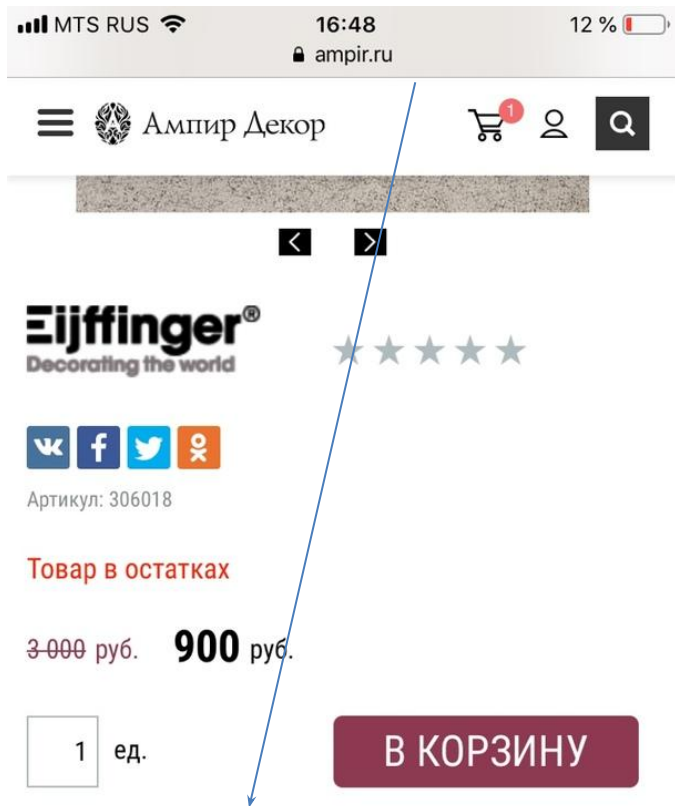 MTS RUS 16:48 12 %
ampir.ru
Ампир Декор 1
Eijffinger®
Decorating the world
Артикул: 306018
Товар в остатках
3 000 руб. 900 руб.
1 ед. В КОРЗИНУ